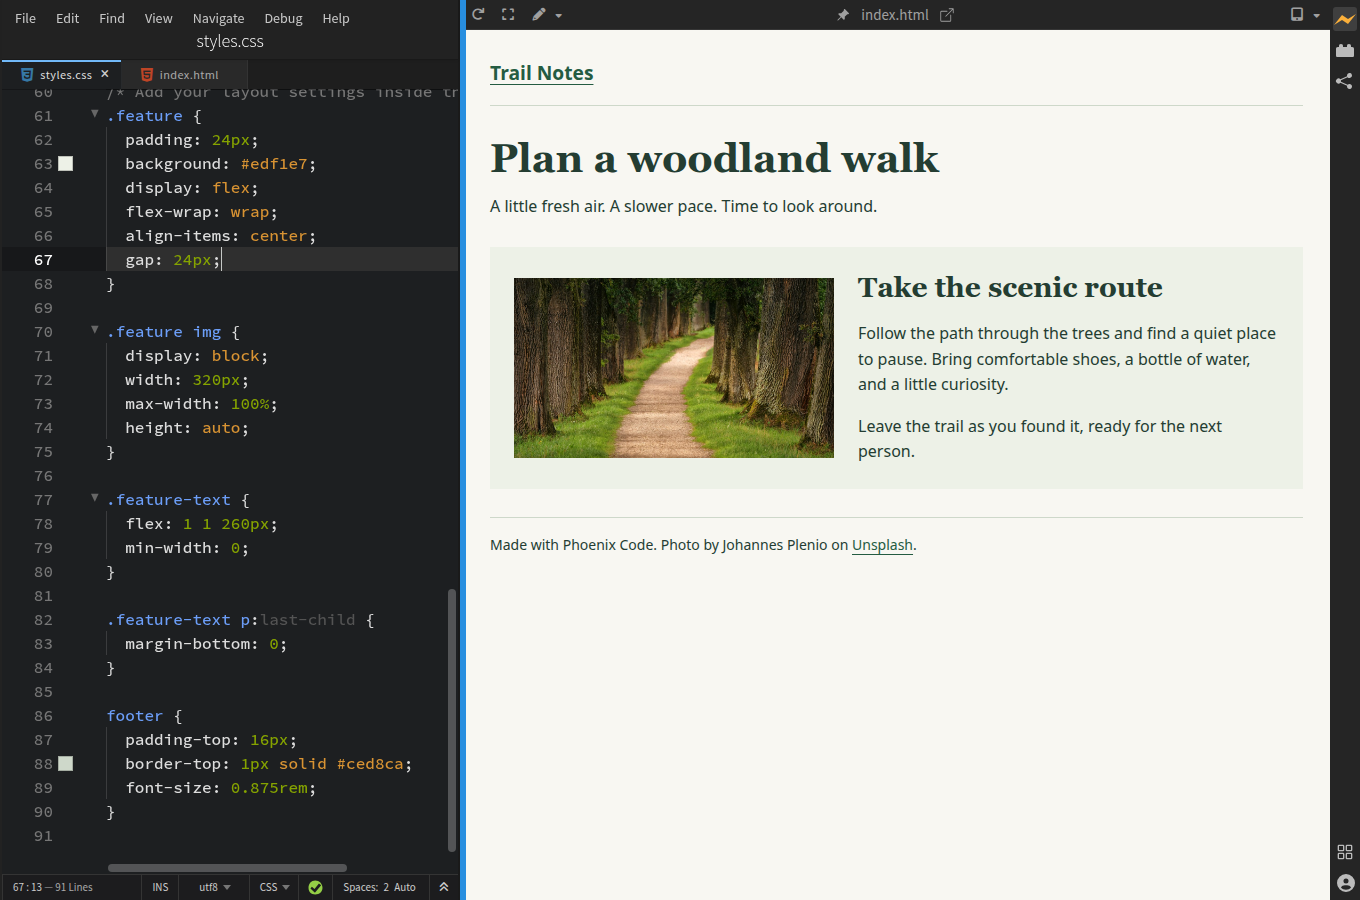 File Edit Find View Navigate Debug Help
styles.css
styles.css × index.html
60 /* Add your layout settings inside th
61 .feature {
62 padding: 24px;
63 background: #edf1e7;
64 display: flex;
65 flex-wrap: wrap;
66 align-items: center;
67 gap: 24px;
68 }
69
70 .feature img {
71 display: block;
72 width: 320px;
73 max-width: 100%;
74 height: auto;
75 }
76
77 .feature-text {
78 flex: 1 1 260px;
79 min-width: 0;
80 }
81
82 .feature-text p:last-child {
83 margin-bottom: 0;
84 }
85
86 footer {
87 padding-top: 16px;
88 border-top: 1px solid #ced8ca;
89 font-size: 0.875rem;
90 }
91
67 : 13 — 91 Lines INS utf8 CSS Spaces: 2 Auto
index.html
Trail Notes
Plan a woodland walk
A little fresh air. A slower pace. Time to look around.
Take the scenic route
Follow the path through the trees and find a quiet place
to pause. Bring comfortable shoes, a bottle of water,
and a little curiosity.
Leave the trail as you found it, ready for the next
person.
Made with Phoenix Code. Photo by Johannes Plenio on Unsplash.